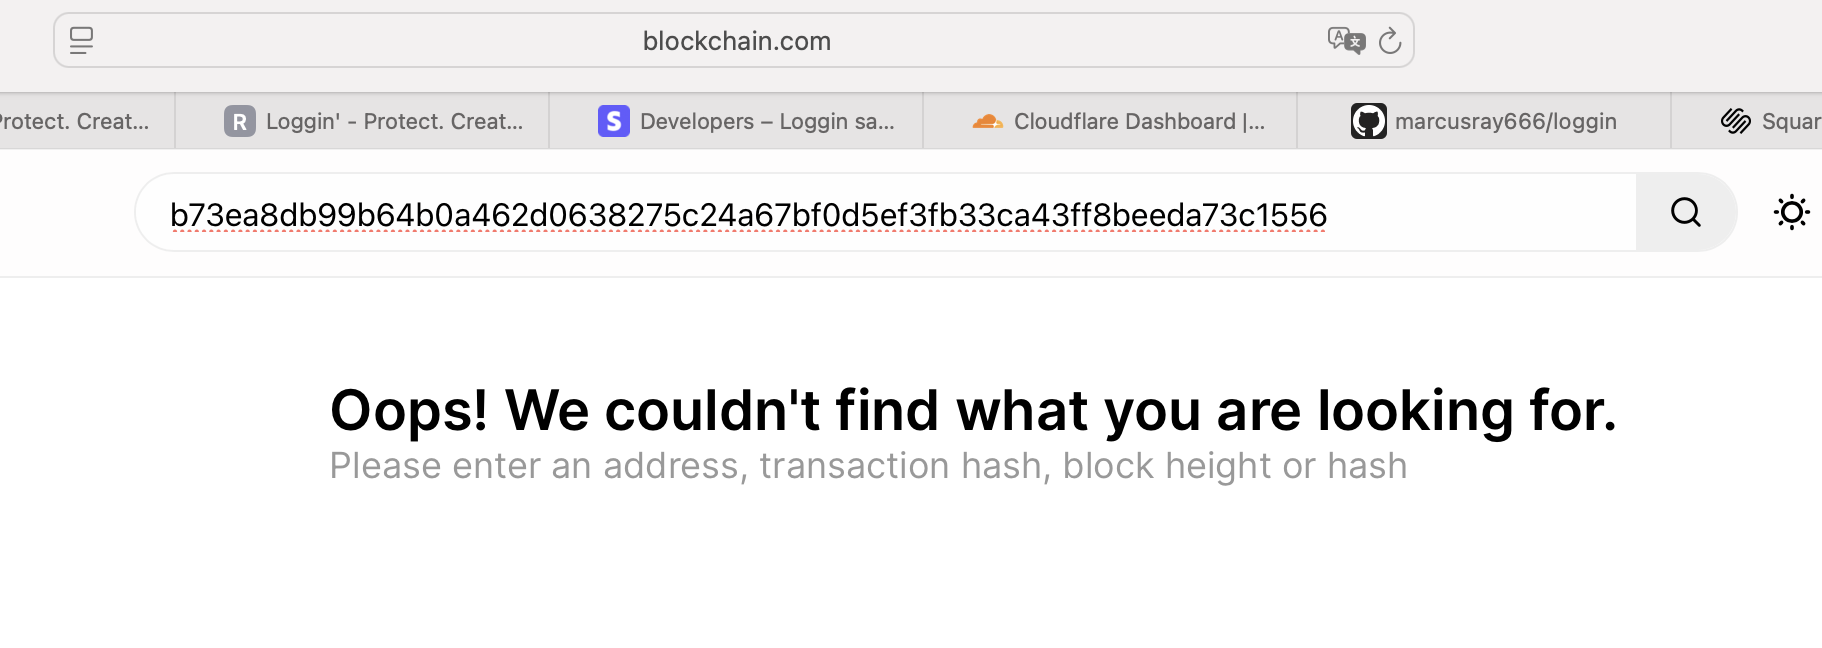 blockchain.com
Protect. Creat...
R Loggin' - Protect. Creat...
S Developers – Loggin sa...
Cloudflare Dashboard |...
marcusray666/loggin
Squar
b73ea8db99b64b0a462d0638275c24a67bf0d5ef3fb33ca43ff8beeda73c1556
Oops! We couldn't find what you are looking for.
Please enter an address, transaction hash, block height or hash